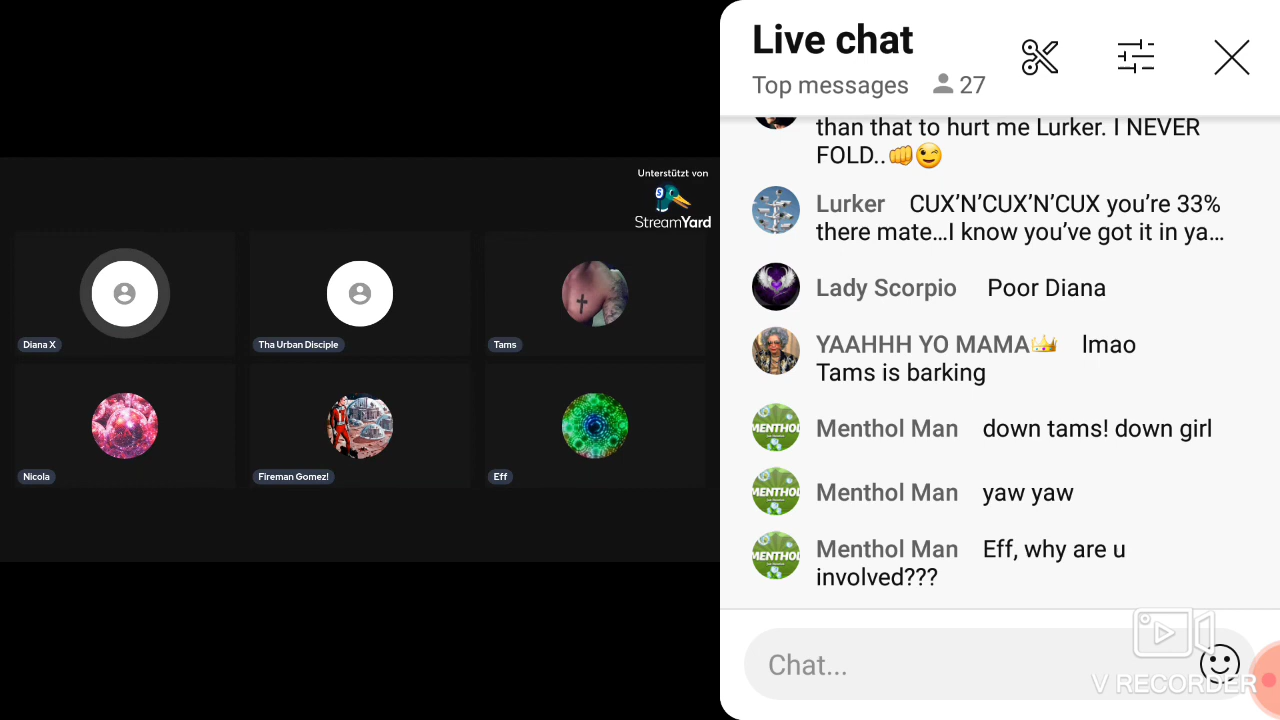 Unterstützt von
StreamYard
Diana X
Tha Urban Disciple
Tams
Nicola
Fireman Gomez!
Eff
Live chat
Top messages 27
than that to hurt me Lurker. I NEVER
FOLD..👊😉
Lurker CUX’N’CUX’N’CUX you’re 33%
there mate…I know you’ve got it in ya…
Lady Scorpio Poor Diana
YAAHHH YO MAMA👑 lmao
Tams is barking
MENTHOL
Menthol Man down tams! down girl
MENTHOL
Menthol Man yaw yaw
MENTHOL
Menthol Man Eff, why are u
involved???
Chat...
V RECORDER